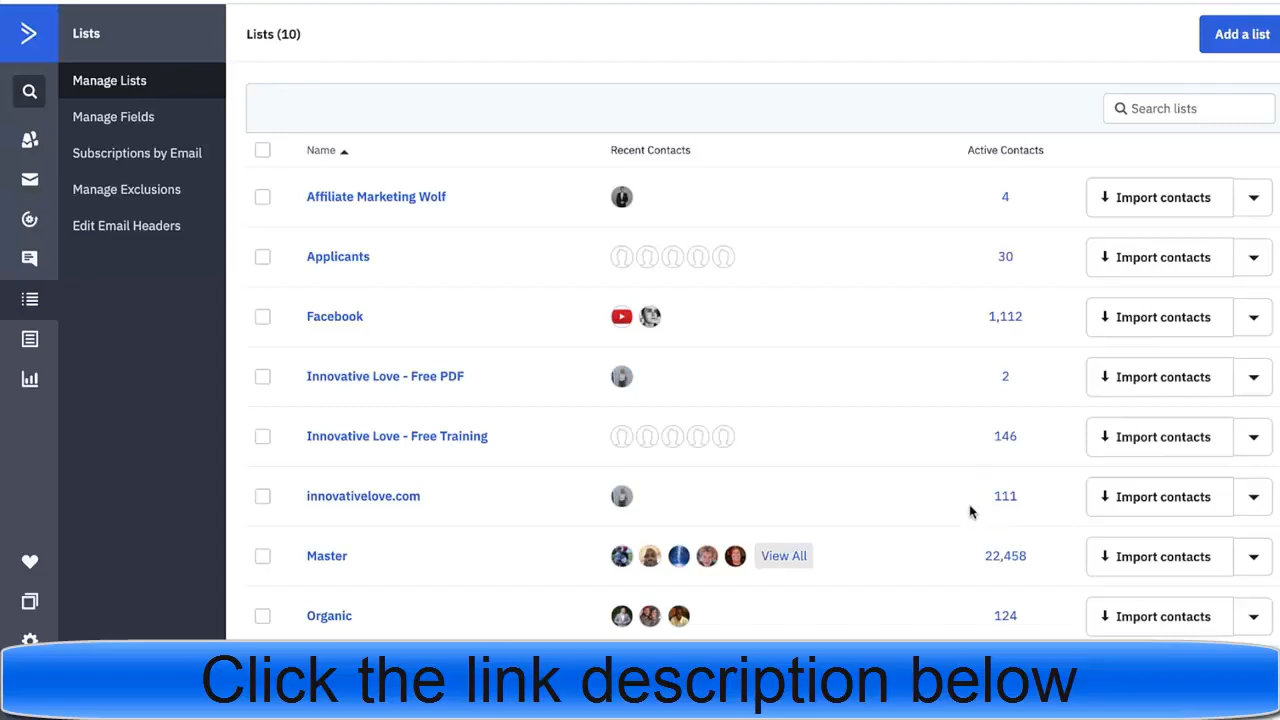 Lists
Lists (10)
Add a list
Manage Lists
Manage Fields
Subscriptions by Email
Manage Exclusions
Edit Email Headers
Search lists
Name Recent Contacts Active Contacts
Affiliate Marketing Wolf 4 Import contacts
Applicants 30 Import contacts
Facebook 1,112 Import contacts
Innovative Love - Free PDF 2 Import contacts
Innovative Love - Free Training 146 Import contacts
innovativelove.com 111 Import contacts
Master View All 22,458 Import contacts
Organic 124 Import contacts
Click the link description below